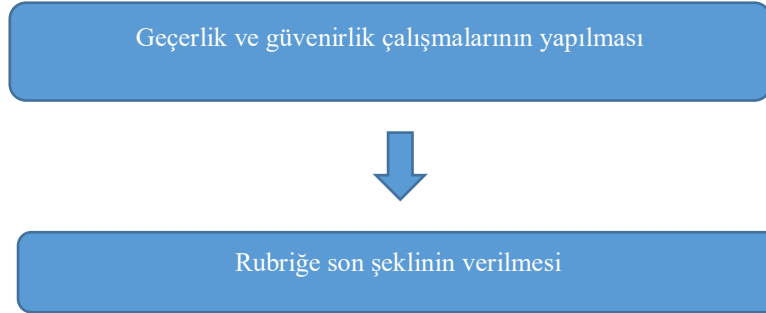 Geçerlik ve güvenirlik çalışmalarının yapılması
Rubriğe son şeklinin verilmesi